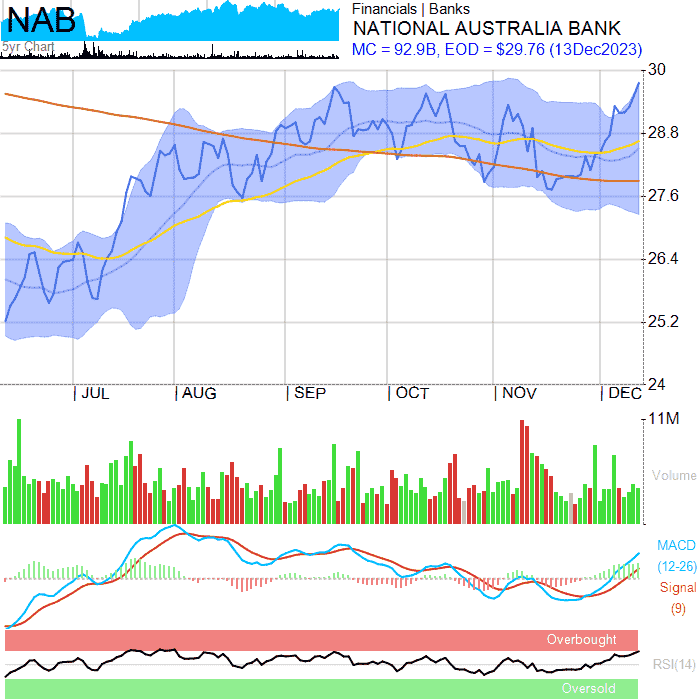 NAB
5yr Chart
Financials | Banks
NATIONAL AUSTRALIA BANK
MC = 92.9B, EOD = $29.76 (13Dec2023)
30
28.8
27.6
26.4
25.2
24
| JUL | AUG | SEP | OCT | NOV | DEC
11M
Volume
MACD
(12-26)
Signal
(9)
Overbought
RSI(14)
Oversold